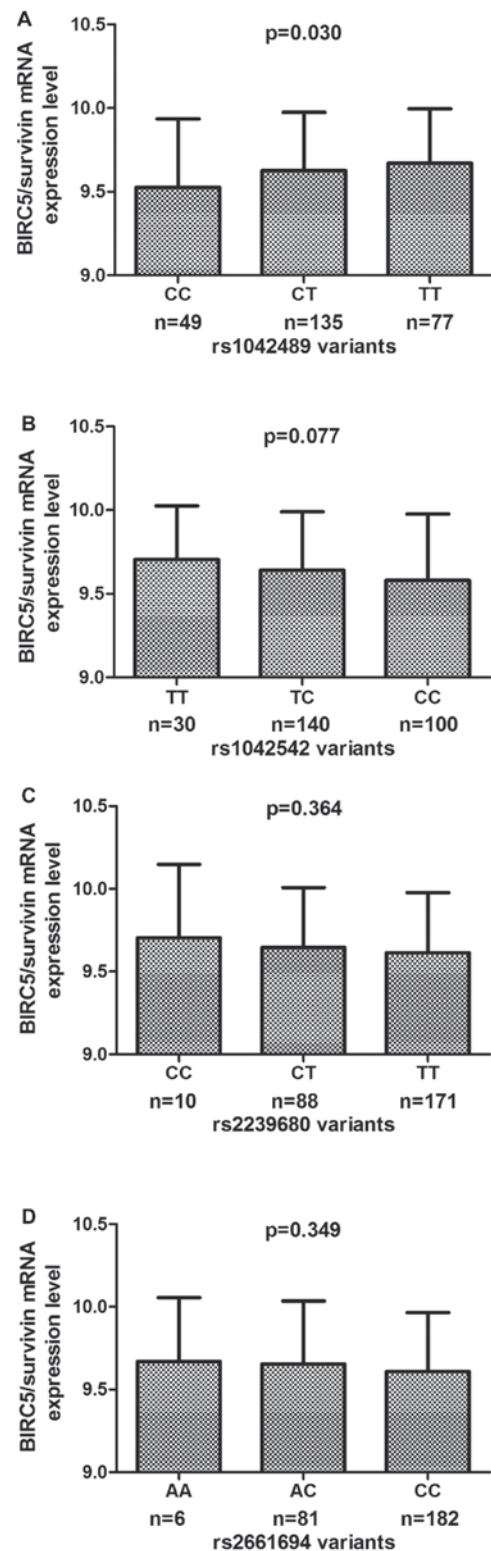 A
p=0.030
BIRC5/survivin mRNA
expression level
10.5
10.0
9.5
9.0
CC CT TT
n=49 n=135 n=77
rs1042489 variants
B
p=0.077
BIRC5/survivin mRNA
expression level
10.5
10.0
9.5
9.0
TT TC CC
n=30 n=140 n=100
rs1042542 variants
C
p=0.364
BIRC5/survivin mRNA
expression level
10.5
10.0
9.5
9.0
CC CT TT
n=10 n=88 n=171
rs2239680 variants
D
p=0.349
BIRC5/survivin mRNA
expression level
10.5
10.0
9.5
9.0
AA AC CC
n=6 n=81 n=182
rs2661694 variants